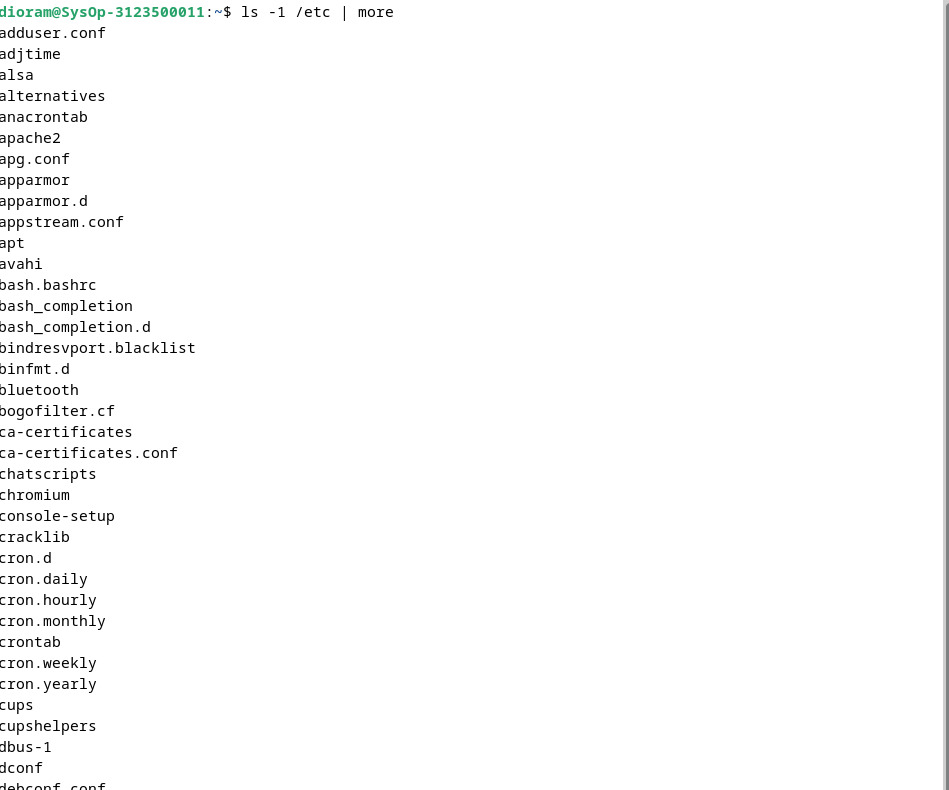 dioram@SysOp-3123500011:~$ ls -1 /etc | more
adduser.conf
adjtime
alsa
alternatives
anacrontab
apache2
apg.conf
apparmor
apparmor.d
appstream.conf
apt
avahi
bash.bashrc
bash_completion
bash_completion.d
bindresvport.blacklist
binfmt.d
bluetooth
bogofilter.cf
ca-certificates
ca-certificates.conf
chatscripts
chromium
console-setup
cracklib
cron.d
cron.daily
cron.hourly
cron.monthly
crontab
cron.weekly
cron.yearly
cups
cupshelpers
dbus-1
dconf
debconf.conf